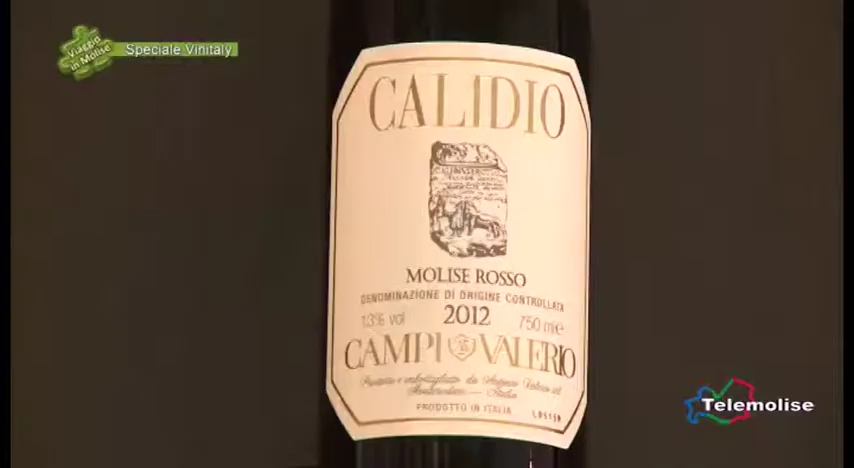 Viaggio
in Molise
Speciale Vinitaly
CALIDIO
MOLISE ROSSO
DENOMINAZIONE DI ORIGINE CONTROLLATA
13% vol
2012
750 ml e
CAMPI VALERIO
PRODOTTO IN ITALIA
Telemolise